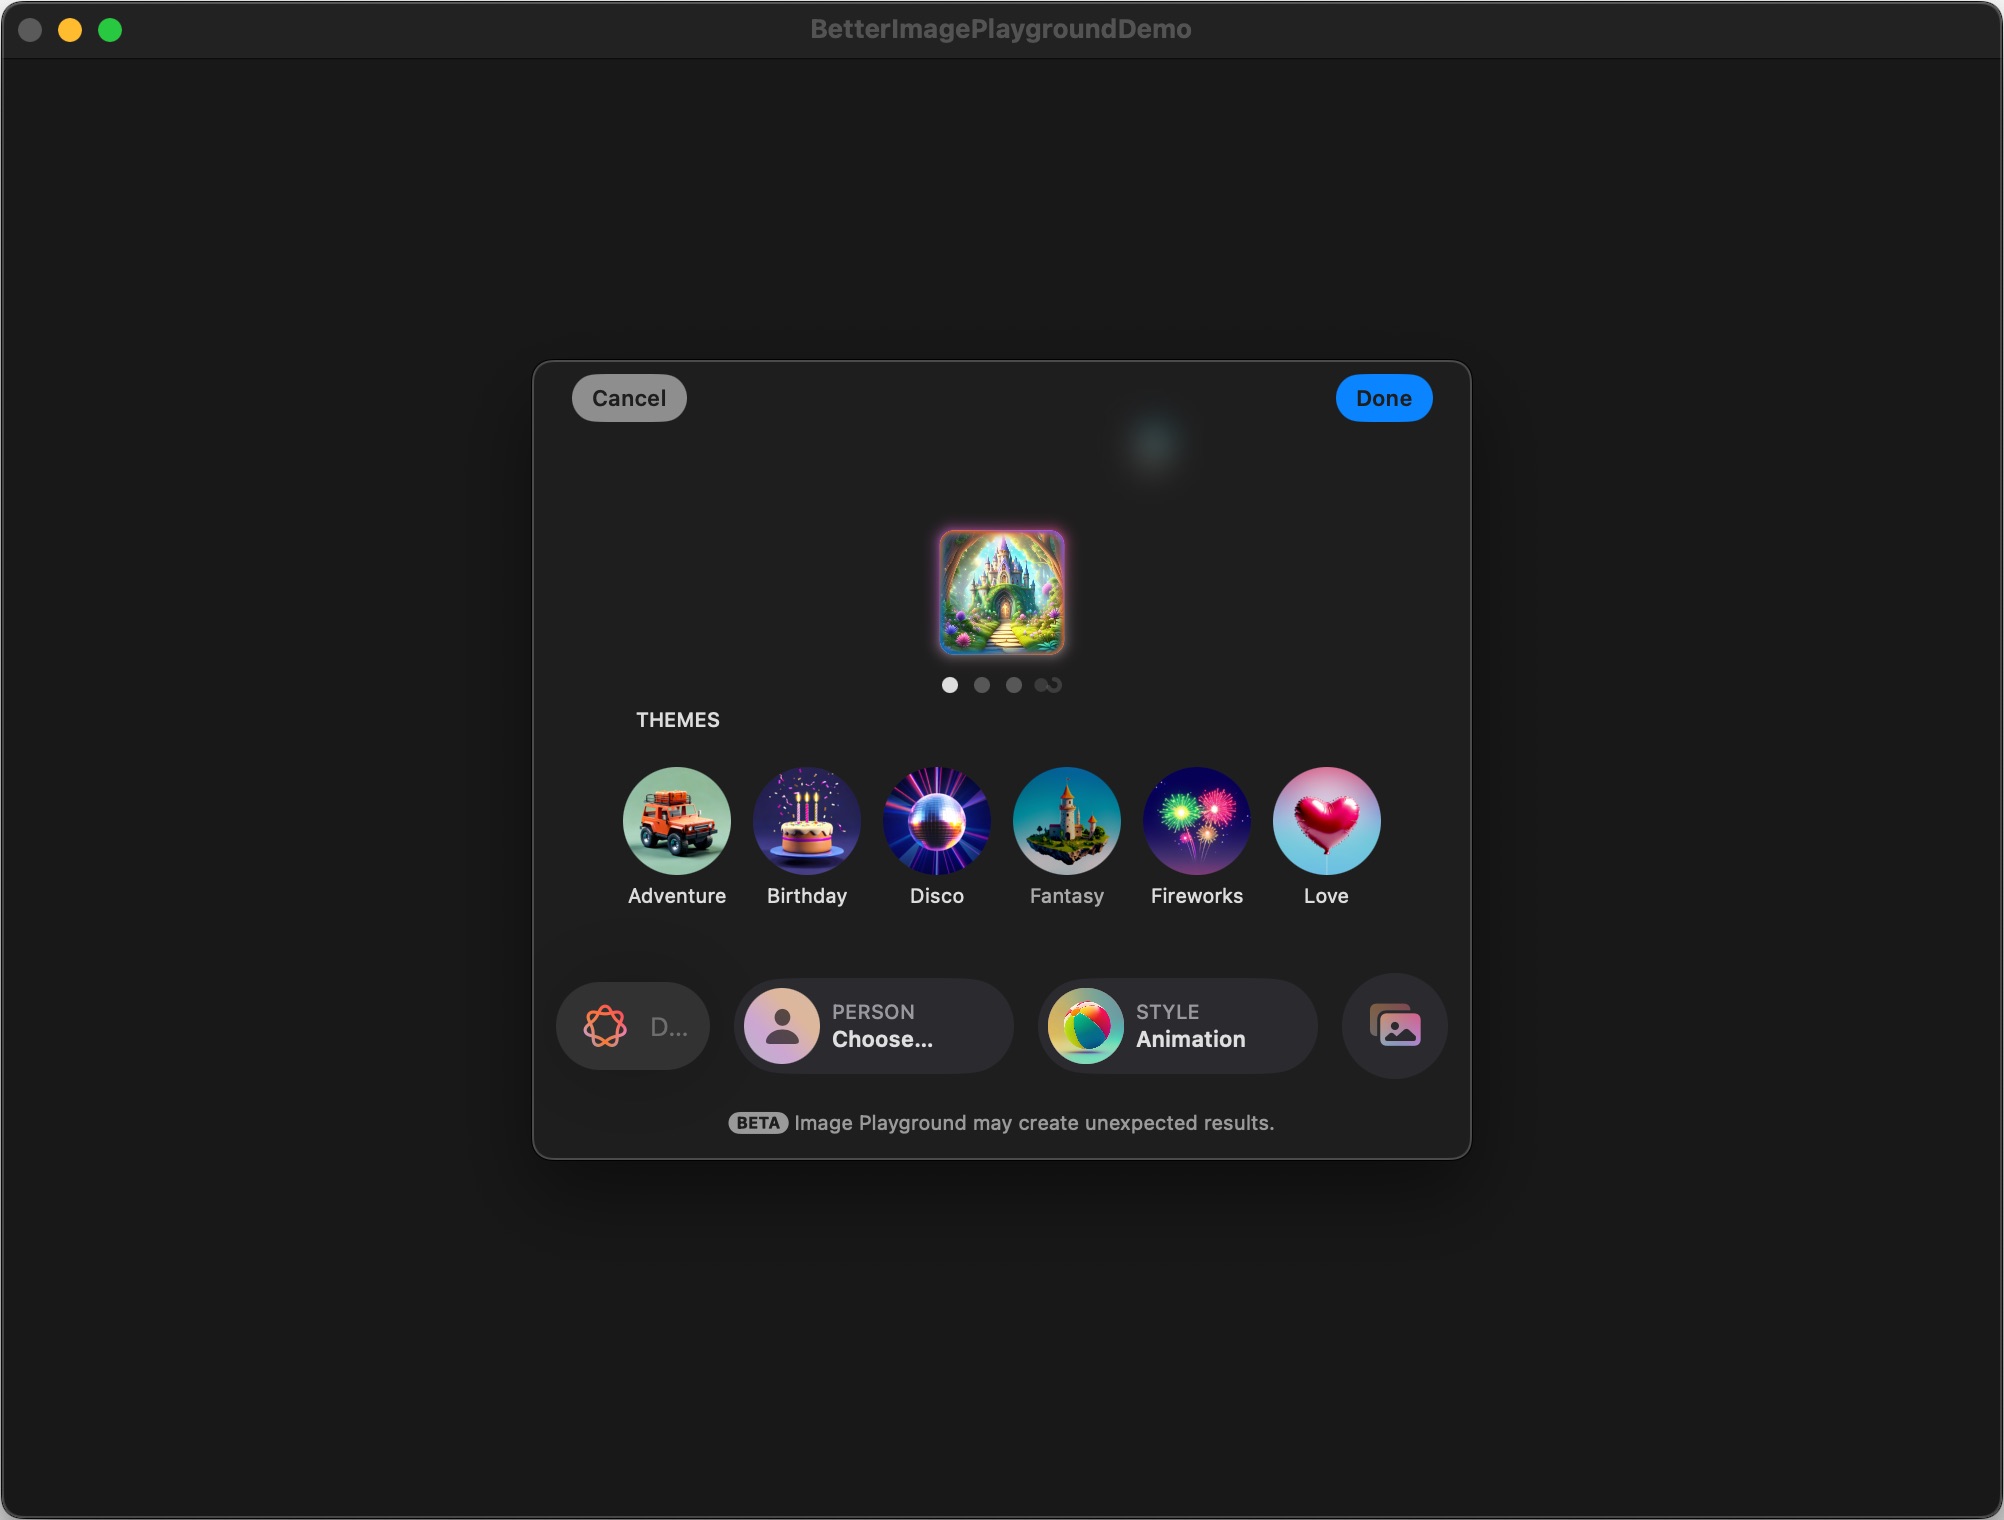 BetterImagePlaygroundDemo
Cancel
Done
THEMES
Adventure
Birthday
Disco
Fantasy
Fireworks
Love
D...
PERSON
Choose...
STYLE
Animation
BETA Image Playground may create unexpected results.